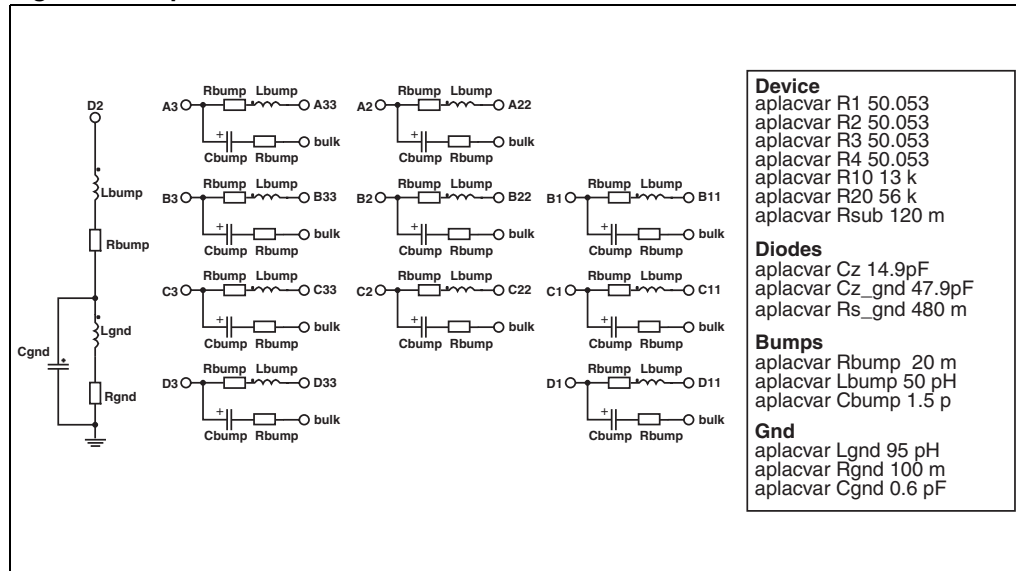 D2
Lbump
Rbump
Lgnd
Cgnd
Rgnd
Rbump Lbump
A3 A33
+ bulk
Cbump Rbump
Rbump Lbump
A2 A22
+ bulk
Cbump Rbump
Rbump Lbump
B3 B33
+ bulk
Cbump Rbump
Rbump Lbump
B2 B22
+ bulk
Cbump Rbump
Rbump Lbump
B1 B11
+ bulk
Cbump Rbump
Rbump Lbump
C3 C33
+ bulk
Cbump Rbump
Rbump Lbump
C2 C22
+ bulk
Cbump Rbump
Rbump Lbump
C1 C11
+ bulk
Cbump Rbump
Rbump Lbump
D3 D33
+ bulk
Cbump Rbump
Rbump Lbump
D1 D11
+ bulk
Cbump Rbump
Device
aplacvar R1 50.053
aplacvar R2 50.053
aplacvar R3 50.053
aplacvar R4 50.053
aplacvar R10 13 k
aplacvar R20 56 k
aplacvar Rsub 120 m
Diodes
aplacvar Cz 14.9pF
aplacvar Cz_gnd 47.9pF
aplacvar Rs_gnd 480 m
Bumps
aplacvar Rbump 20 m
aplacvar Lbump 50 pH
aplacvar Cbump 1.5 p
Gnd
aplacvar Lgnd 95 pH
aplacvar Rgnd 100 m
aplacvar Cgnd 0.6 pF